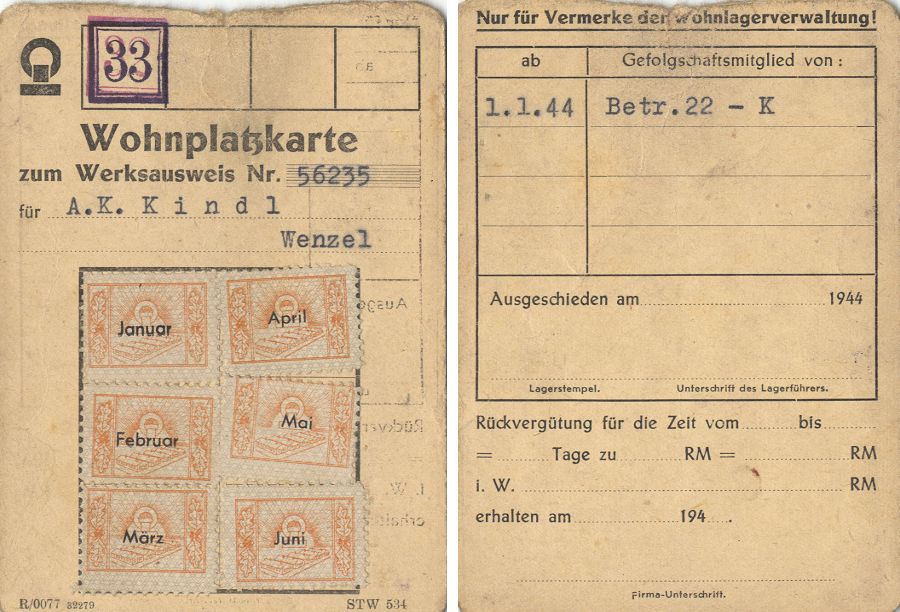 33
Wohnplatzkarte
zum Werksausweis Nr. 56235
für A.K. Kindl
Wenzel
Januar
April
Februar
Mai
März
Juni
R/0077 32279
STW 534
Nur für Vermerke der Wohnlagerverwaltung!
ab
Gefolgschaftsmitglied von:
1.1.44
Betr.22 - K
Ausgeschieden am
1944
Lagerstempel.
Unterschrift des Lagerführers.
Rückvergütung für die Zeit vom bis
= Tage zu RM = RM
i. W. RM
erhalten am 194 .
Firma-Unterschrift.